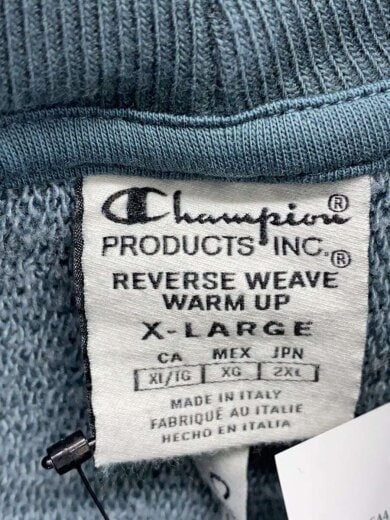 Champion®
PRODUCTS INC.®
REVERSE WEAVE
WARM UP
X-LARGE
CA MEX JPN
XL/TG XG 2XL
MADE IN ITALY
FABRIQUÉ AU ITALIE
HECHO EN ITALIA